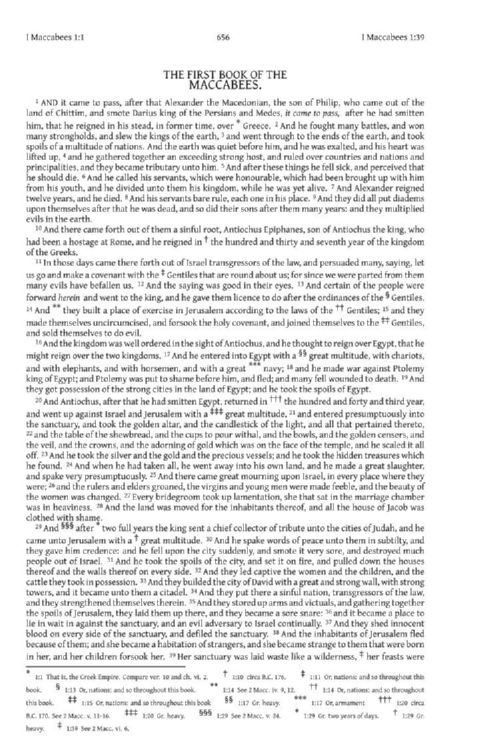 I Maccabees 1:1 656 I Maccabees 1:39
THE FIRST BOOK OF THE
MACCABEES.
1 AND it came to pass, after that Alexander the Macedonian, the son of Philip, who came out of the
land of Chittim, and smote Darius king of the Persians and Medes, it came to pass, after he had smitten
him, that he reigned in his stead, in former time, over * Greece. 2 And he fought many battles, and won
many strongholds, and slew the kings of the earth, 3 and went through to the ends of the earth, and took
spoils of a multitude of nations. And the earth was quiet before him, and he was exalted, and his heart was
lifted up, 4 and he gathered together an exceeding strong host, and ruled over countries and nations and
principalities, and they became tributary unto him. 5 And after these things he fell sick, and perceived that
he should die. 6 And he called his servants, which were honourable, which had been brought up with him
from his youth, and he divided unto them his kingdom, while he was yet alive. 7 And Alexander reigned
twelve years, and he died. 8 And his servants bare rule, each one in his place. 9 And they did all put diadems
upon themselves after that he was dead, and so did their sons after them many years: and they multiplied
evils in the earth.
10 And there came forth out of them a sinful root, Antiochus Epiphanes, son of Antiochus the king, who
had been a hostage at Rome, and he reigned in † the hundred and thirty and seventh year of the kingdom
of the Greeks.
11 In those days came there forth out of Israel transgressors of the law, and persuaded many, saying, let
us go and make a covenant with the ‡ Gentiles that are round about us; for since we were parted from them
many evils have befallen us. 12 And the saying was good in their eyes. 13 And certain of the people were
forward herein and went to the king, and he gave them licence to do after the ordinances of the § Gentiles.
14 And ** they built a place of exercise in Jerusalem according to the laws of the †† Gentiles; 15 and they
made themselves uncircumcised, and forsook the holy covenant, and joined themselves to the ‡‡ Gentiles,
and sold themselves to do evil.
16 And the kingdom was well ordered in the sight of Antiochus, and he thought to reign over Egypt, that he
might reign over the two kingdoms. 17 And he entered into Egypt with a §§ great multitude, with chariots,
and with elephants, and with horsemen, and with a great *** navy; 18 and he made war against Ptolemy
king of Egypt; and Ptolemy was put to shame before him, and fled; and many fell wounded to death. 19 And
they got possession of the strong cities in the land of Egypt; and he took the spoils of Egypt.
20 And Antiochus, after that he had smitten Egypt, returned in ††† the hundred and forty and third year,
and went up against Israel and Jerusalem with a ‡‡‡ great multitude, 21 and entered presumptuously into
the sanctuary, and took the golden altar, and the candlestick of the light, and all that pertained thereto,
22 and the table of the shewbread, and the cups to pour withal, and the bowls, and the golden censers, and
the veil, and the crowns, and the adorning of gold which was on the face of the temple, and he scaled it all
off. 23 And he took the silver and the gold and the precious vessels; and he took the hidden treasures which
he found. 24 And when he had taken all, he went away into his own land, and he made a great slaughter,
and spake very presumptuously. 25 And there came great mourning upon Israel, in every place where they
were; 26 and the rulers and elders groaned, the virgins and young men were made feeble, and the beauty of
the women was changed. 27 Every bridegroom took up lamentation, she that sat in the marriage chamber
was in heaviness. 28 And the land was moved for the inhabitants thereof, and all the house of Jacob was
clothed with shame.
29 And §§§ after * two full years the king sent a chief collector of tribute unto the cities of Judah, and he
came unto Jerusalem with a † great multitude. 30 And he spake words of peace unto them in subtilty, and
they gave him credence: and he fell upon the city suddenly, and smote it very sore, and destroyed much
people out of Israel. 31 And he took the spoils of the city, and set it on fire, and pulled down the houses
thereof and the walls thereof on every side. 32 And they led captive the women and the children, and the
cattle they took in possession. 33 And they builded the city of David with a great and strong wall, with strong
towers, and it became unto them a citadel. 34 And they put there a sinful nation, transgressors of the law,
and they strengthened themselves therein. 35 And they stored up arms and victuals, and gathering together
the spoils of Jerusalem, they laid them up there, and they became a sore snare: 36 and it became a place to
lie in wait in against the sanctuary, and an evil adversary to Israel continually. 37 And they shed innocent
blood on every side of the sanctuary, and defiled the sanctuary. 38 And the inhabitants of Jerusalem fled
because of them; and she became a habitation of strangers, and she became strange to them that were born
in her, and her children forsook her. 39 Her sanctuary was laid waste like a wilderness, ‡ her feasts were
* 1:1 That is, the Greek Empire. Compare ver. 10 and ch. vi. 2. † 1:10 circa B.C. 176. ‡ 1:11 Or, nations: and so throughout this
book. § 1:13 Or, nations: and so throughout this book. ** 1:14 See 2 Macc. iv. 9, 12. †† 1:14 Or, nations: and so throughout
this book. ‡‡ 1:15 Or, nations: and so throughout this book §§ 1:17 Gr. heavy. *** 1:17 Or, armament ††† 1:20 circa
B.C. 170. See 2 Macc. v. 11-16. ‡‡‡ 1:20 Gr. heavy. §§§ 1:29 See 2 Macc. v. 24. * 1:29 Gr. two years of days. † 1:29 Gr.
heavy. ‡ 1:39 See 2 Macc. vi. 6.